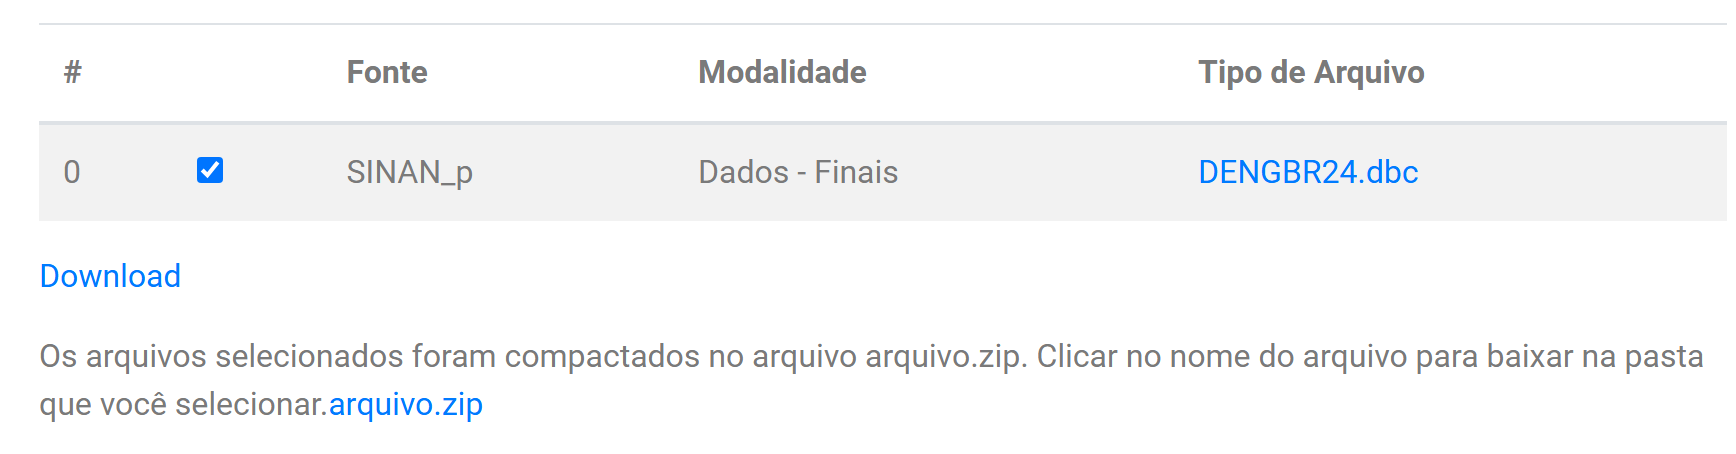 # Fonte Modalidade Tipo de Arquivo
0 SINAN_p Dados - Finais DENGBR24.dbc
Download
Os arquivos selecionados foram compactados no arquivo arquivo.zip. Clicar no nome do arquivo para baixar na pasta
que você selecionar.arquivo.zip